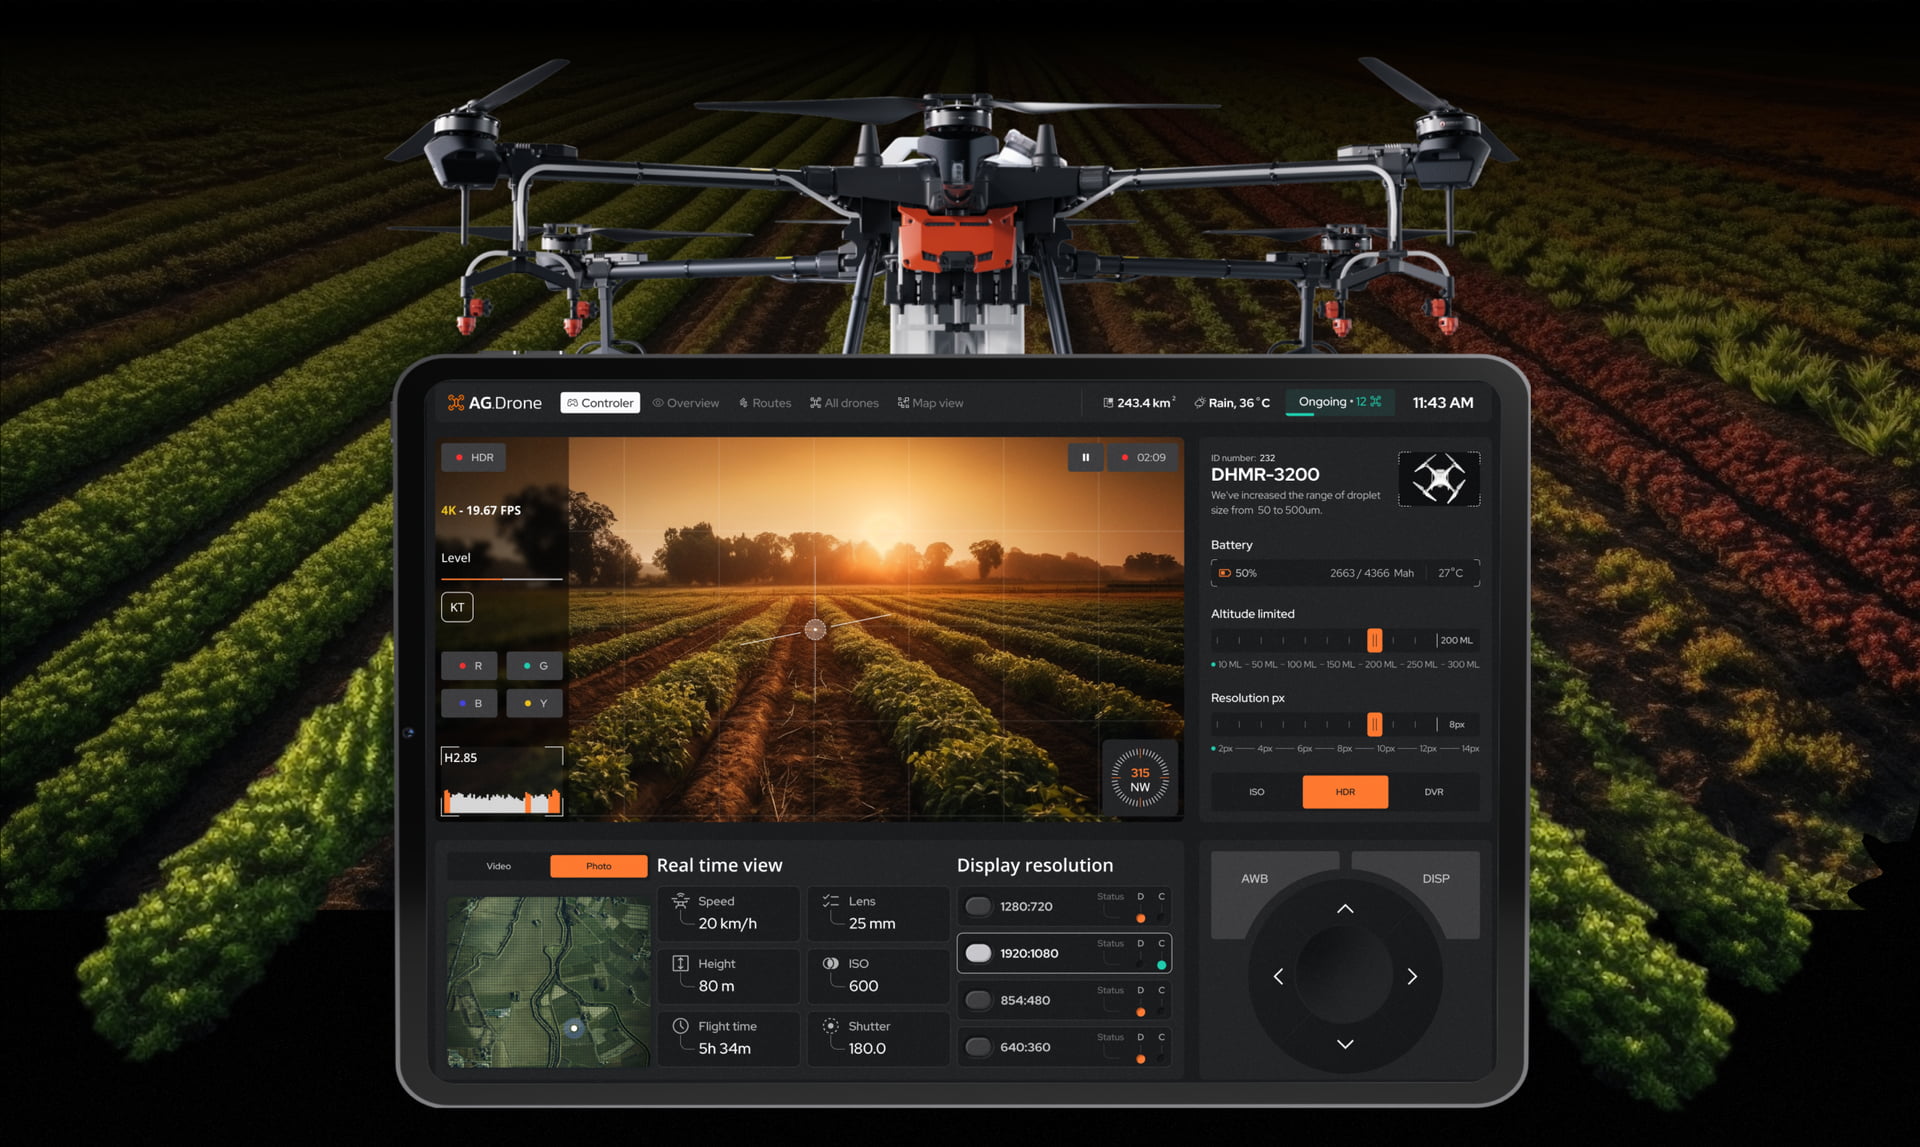 AG.Drone
Controler
Overview
Routes
All drones
Map view
243.4 km²
Rain, 36°C
Ongoing • 12
11:43 AM
HDR
02:09
4K - 19.67 FPS
Level
KT
R
G
B
Y
H2.85
315
NW
ID number: 232
DHMR-3200
We've increased the range of droplet
size from 50 to 500um.
Battery
50%
2663 / 4366 Mah
27°C
Altitude limited
200 ML
10 ML - 50 ML - 100 ML - 150 ML - 200 ML - 250 ML - 300 ML
Resolution px
8px
2px — 4px — 6px — 8px — 10px — 12px — 14px
ISO
HDR
DVR
Video
Photo
Real time view
Speed
20 km/h
Lens
25 mm
Height
80 m
ISO
600
Flight time
5h 34m
Shutter
180.0
Display resolution
1280:720
Status D C
1920:1080
Status D C
854:480
Status D C
640:360
Status D C
AWB
DISP